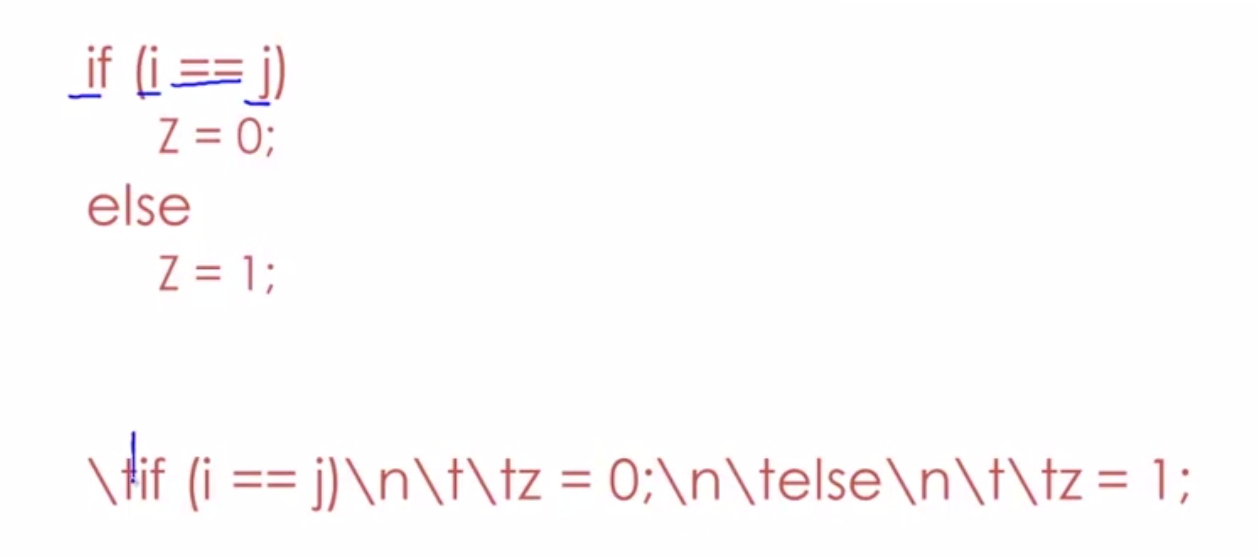 if (i == j)
Z = 0;
else
Z = 1;
\tif (i == j)\n\t\tz = 0;\n\telse\n\t\tz = 1;